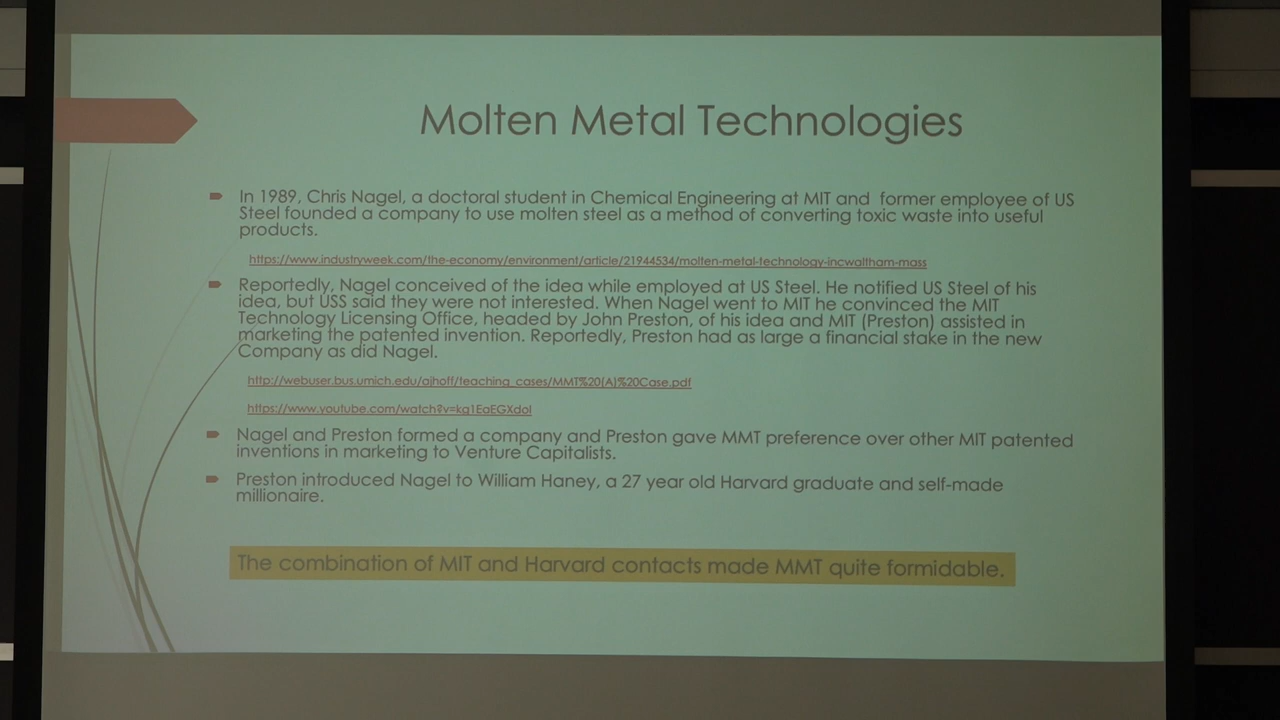 Molten Metal Technologies
In 1989, Chris Nagel, a doctoral student in Chemical Engineering at MIT and former employee of US
Steel founded a company to use molten steel as a method of converting toxic waste into useful
products.
https://www.industryweek.com/the-economy/environment/article/21944534/molten-metal-technology-incwaltham-mass
Reportedly, Nagel conceived of the idea while employed at US Steel. He notified US Steel of his
idea, but USS said they were not interested. When Nagel went to MIT he convinced the MIT
Technology Licensing Office, headed by John Preston, of his idea and MIT (Preston) assisted in
marketing the patented invention. Reportedly, Preston had as large a financial stake in the new
Company as did Nagel.
http://webuser.bus.umich.edu/ajhoff/teaching_cases/MMT%20(A)%20Case.pdf
https://www.youtube.com/watch?v=ka1EaEGXdoI
Nagel and Preston formed a company and Preston gave MMT preference over other MIT patented
inventions in marketing to Venture Capitalists.
Preston introduced Nagel to William Haney, a 27 year old Harvard graduate and self-made
millionaire.
The combination of MIT and Harvard contacts made MMT quite formidable.